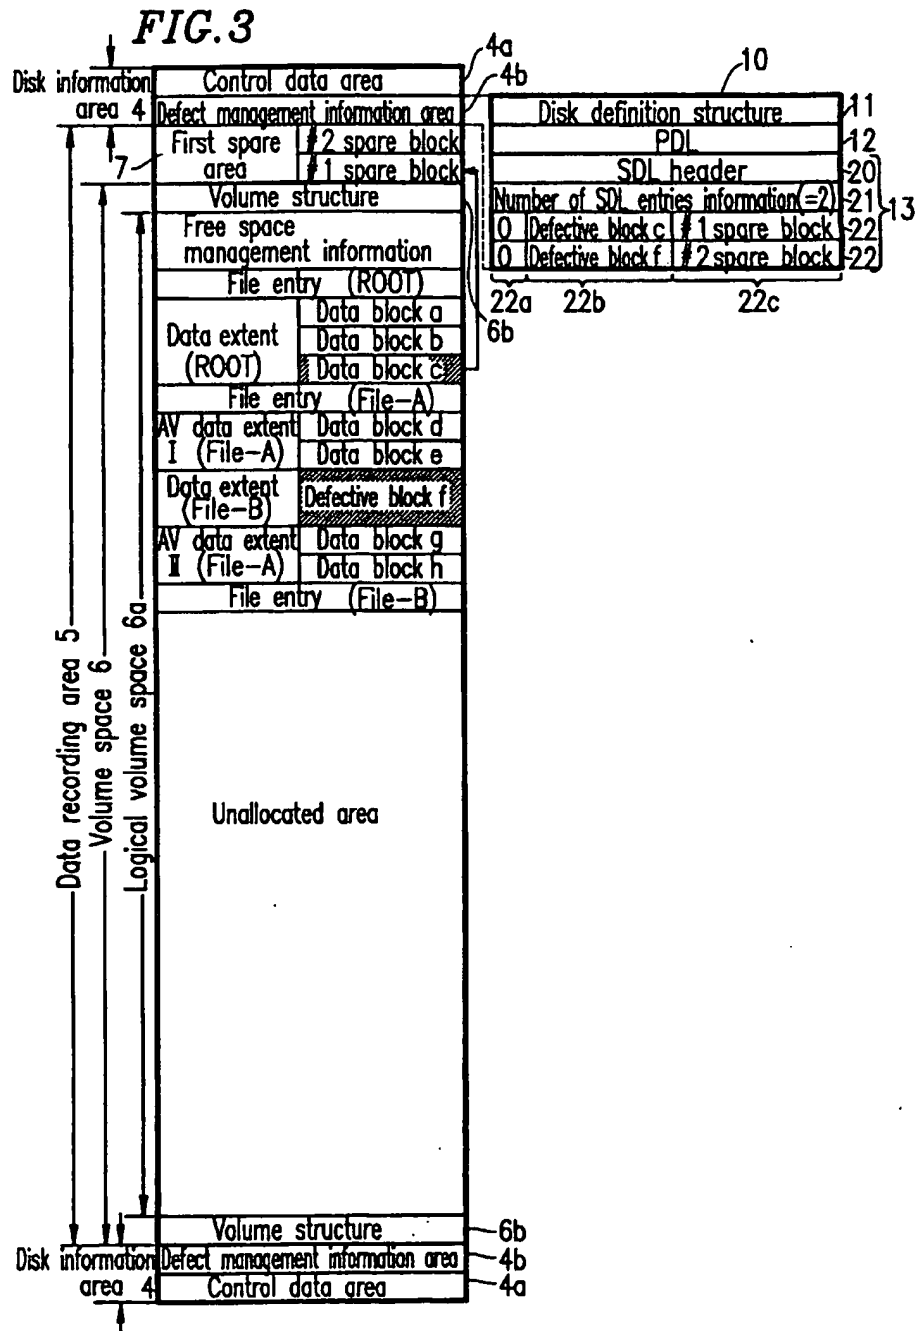 FIG.3
Disk information
area 4
Control data area
4a
Defect management information area
4b
10
Disk definition structure
11
PDL
12
SDL header
20
Number of SDL entries information(=2)
21
13
0 Defective block c #1 spare block
22
0 Defective block f #2 spare block
22
22a 22b 22c
7
First spare
area
#2 spare block
#1 spare block
Volume structure
6b
Free space
management information
File entry (ROOT)
Data extent
(ROOT)
Data block a
Data block b
Data block c
File entry (File-A)
AV data extent
I (File-A)
Data block d
Data block e
Data extent
(File-B)
Defective block f
AV data extent
II (File-A)
Data block g
Data block h
File entry (File-B)
Data recording area 5
Volume space 6
Logical volume space 6a
Unallocated area
Volume structure
6b
Disk information
area 4
Defect management information area
4b
Control data area
4a